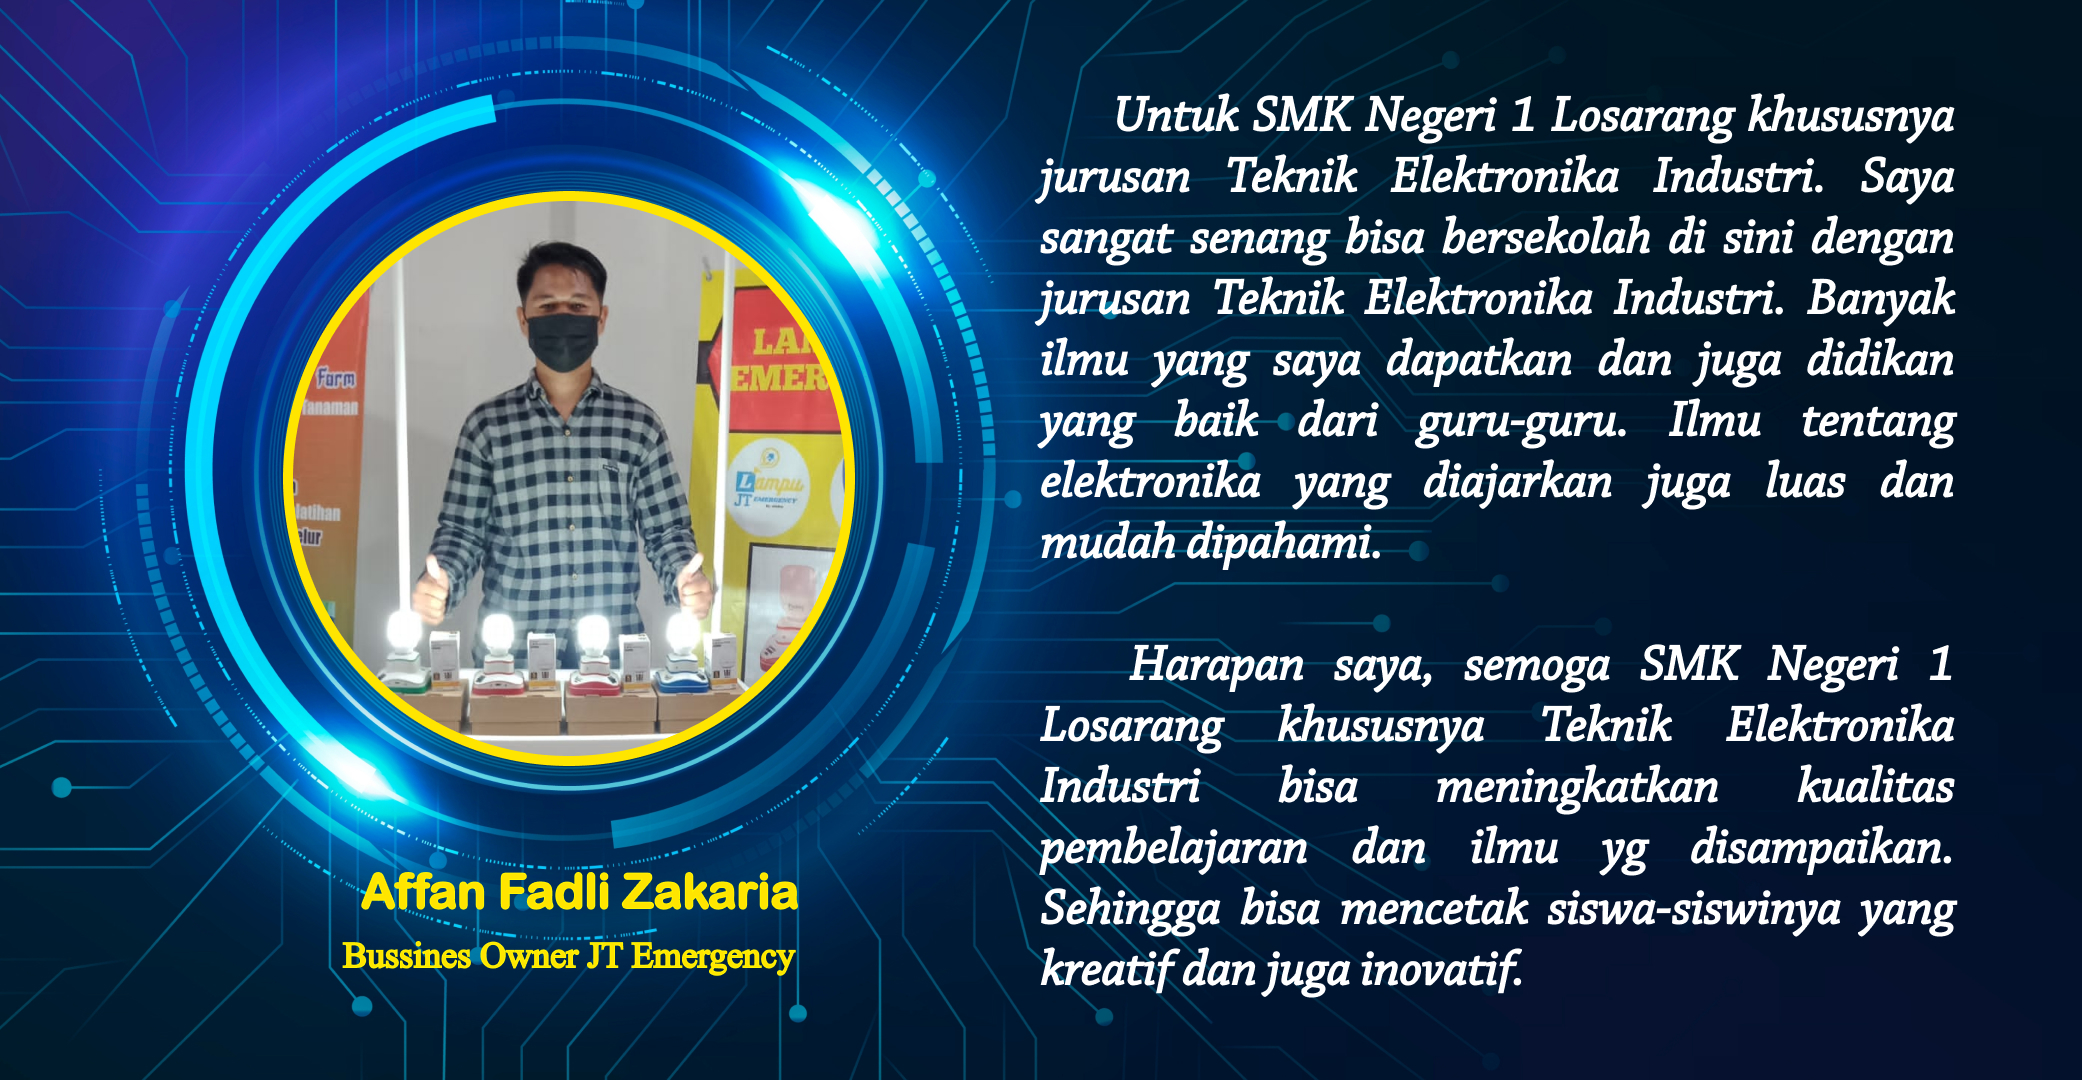 Untuk SMK Negeri 1 Losarang khususnya
jurusan Teknik Elektronika Industri. Saya
sangat senang bisa bersekolah di sini dengan
jurusan Teknik Elektronika Industri. Banyak
ilmu yang saya dapatkan dan juga didikan
yang baik dari guru-guru. Ilmu tentang
elektronika yang diajarkan juga luas dan
mudah dipahami.
Harapan saya, semoga SMK Negeri 1
Losarang khususnya Teknik Elektronika
Industri bisa meningkatkan kualitas
pembelajaran dan ilmu yg disampaikan.
Sehingga bisa mencetak siswa-siswinya yang
kreatif dan juga inovatif.
Farm
Lampu
JT EMERGENCY
Affan Fadli Zakaria
Bussines Owner JT Emergency